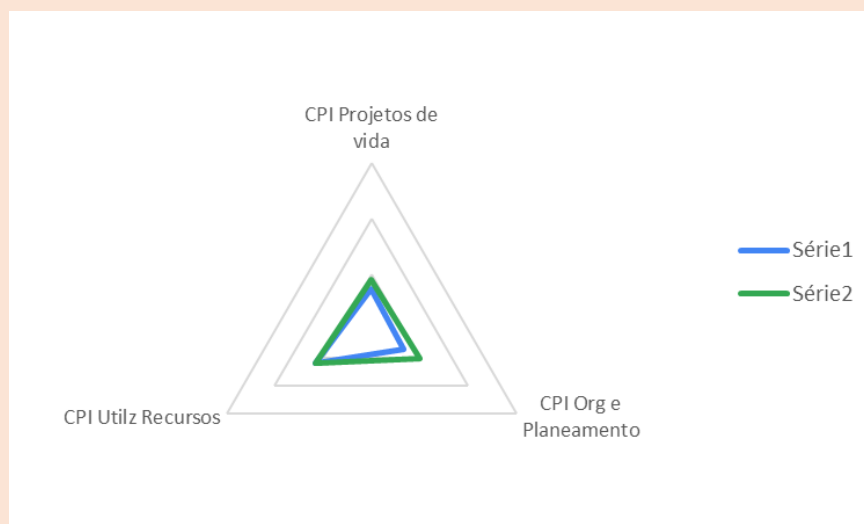 CPI Projetos de
vida
Série1
Série2
CPI Utilz Recursos
CPI Org e
Planeamento